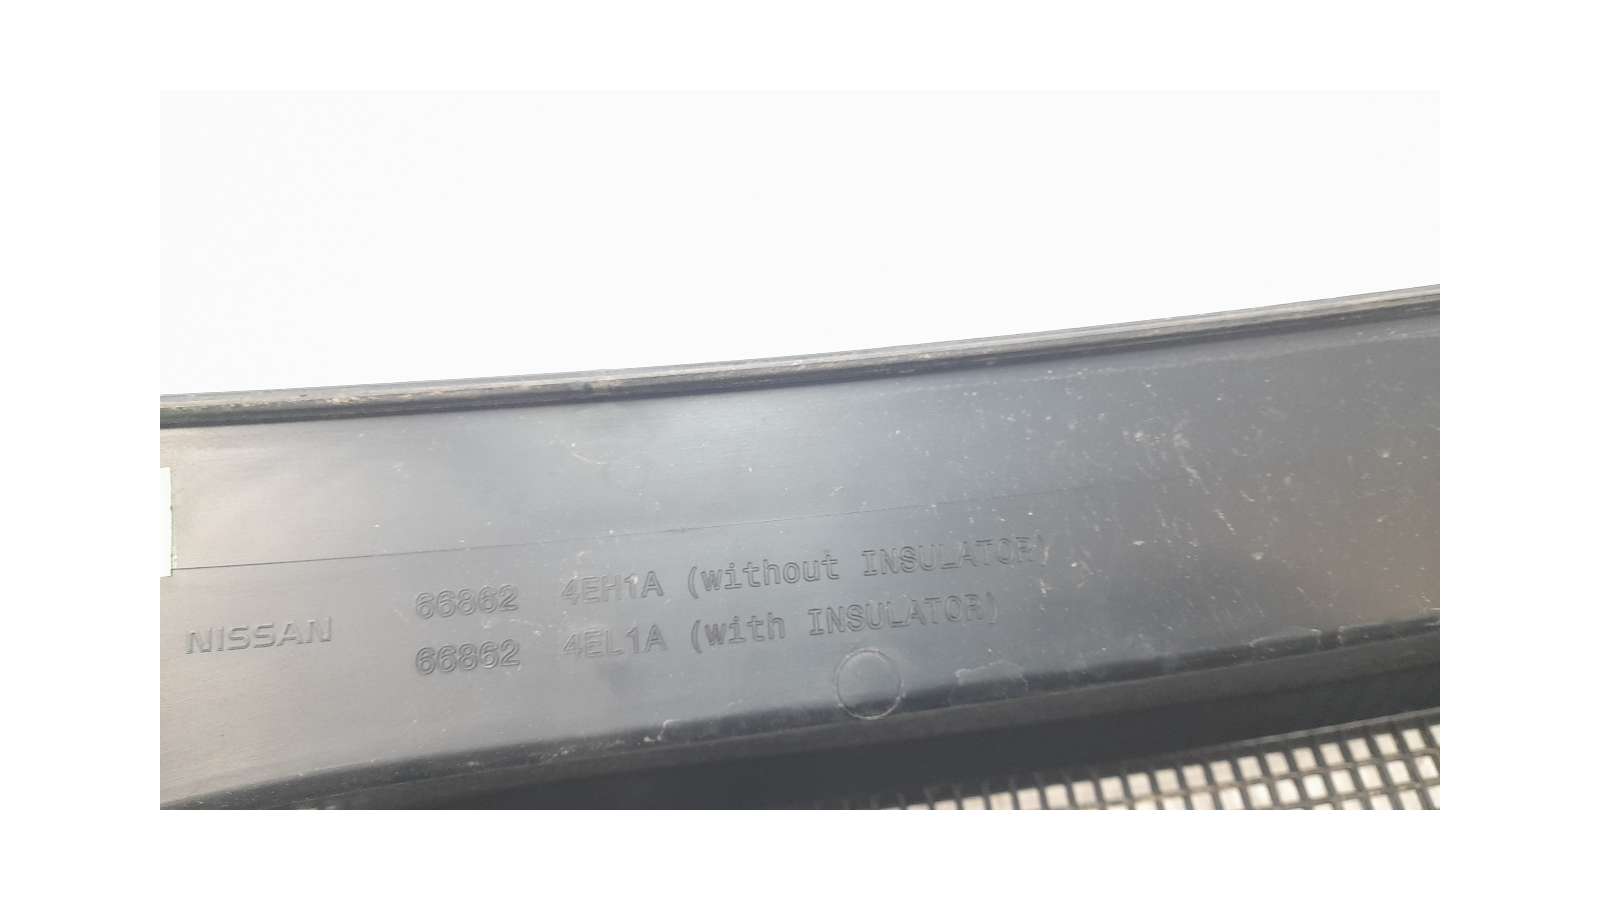 NISSAN
66862 4EH1A (without INSULATOR)
66862 4EL1A (with INSULATOR)